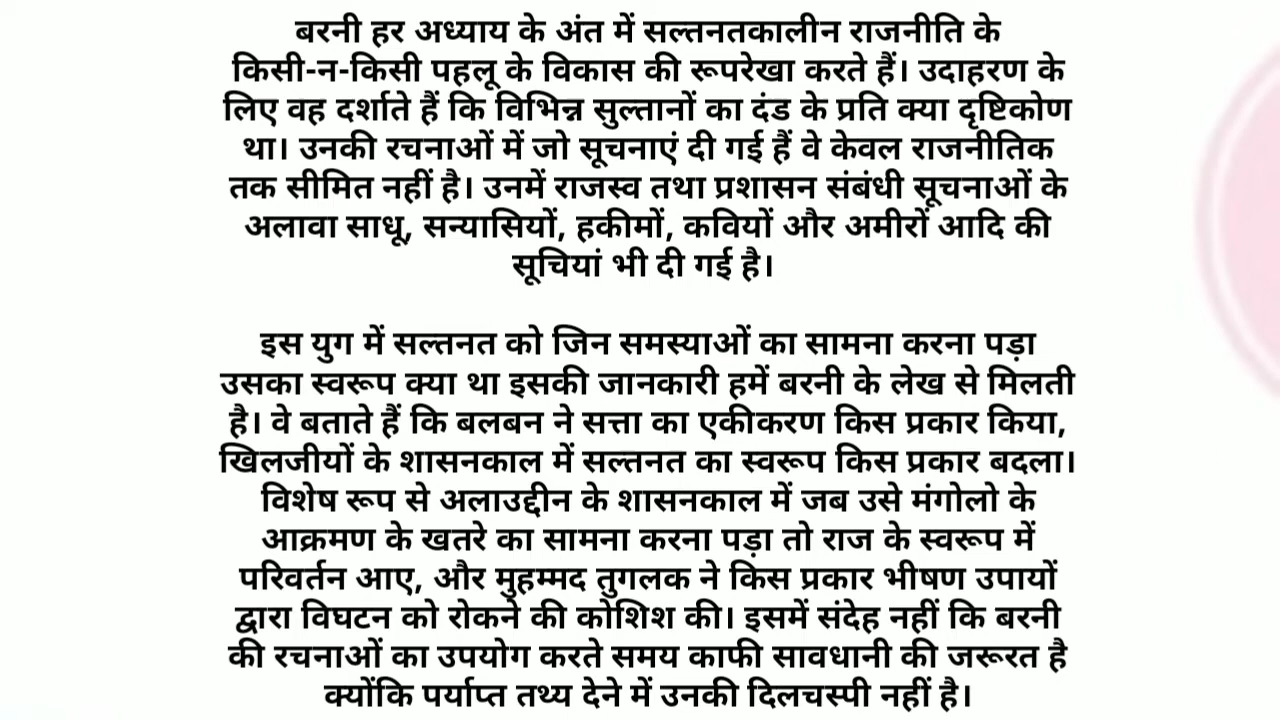 बरनी हर अध्याय के अंत में सल्तनतकालीन राजनीति के
किसी-न-किसी पहलू के विकास की रूपरेखा करते हैं। उदाहरण के
लिए वह दर्शाते हैं कि विभिन्न सुल्तानों का दंड के प्रति क्या दृष्टिकोण
था। उनकी रचनाओं में जो सूचनाएं दी गई हैं वे केवल राजनीतिक
तक सीमित नहीं है। उनमें राजस्व तथा प्रशासन संबंधी सूचनाओं के
अलावा साधू, सन्यासियों, हकीमों, कवियों और अमीरों आदि की
सूचियां भी दी गई है।
इस युग में सल्तनत को जिन समस्याओं का सामना करना पड़ा
उसका स्वरूप क्या था इसकी जानकारी हमें बरनी के लेख से मिलती
है। वे बताते हैं कि बलबन ने सत्ता का एकीकरण किस प्रकार किया,
खिलजीयों के शासनकाल में सल्तनत का स्वरूप किस प्रकार बदला।
विशेष रूप से अलाउद्दीन के शासनकाल में जब उसे मंगोलो के
आक्रमण के खतरे का सामना करना पड़ा तो राज के स्वरूप में
परिवर्तन आए, और मुहम्मद तुगलक ने किस प्रकार भीषण उपायों
द्वारा विघटन को रोकने की कोशिश की। इसमें संदेह नहीं कि बरनी
की रचनाओं का उपयोग करते समय काफी सावधानी की जरूरत है
क्योंकि पर्याप्त तथ्य देने में उनकी दिलचस्पी नहीं है।